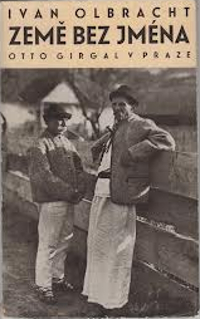 IVAN OLBRACHT
ZEMĚ BEZ JMÉNA
OTTO GIRGAL V PRAZE